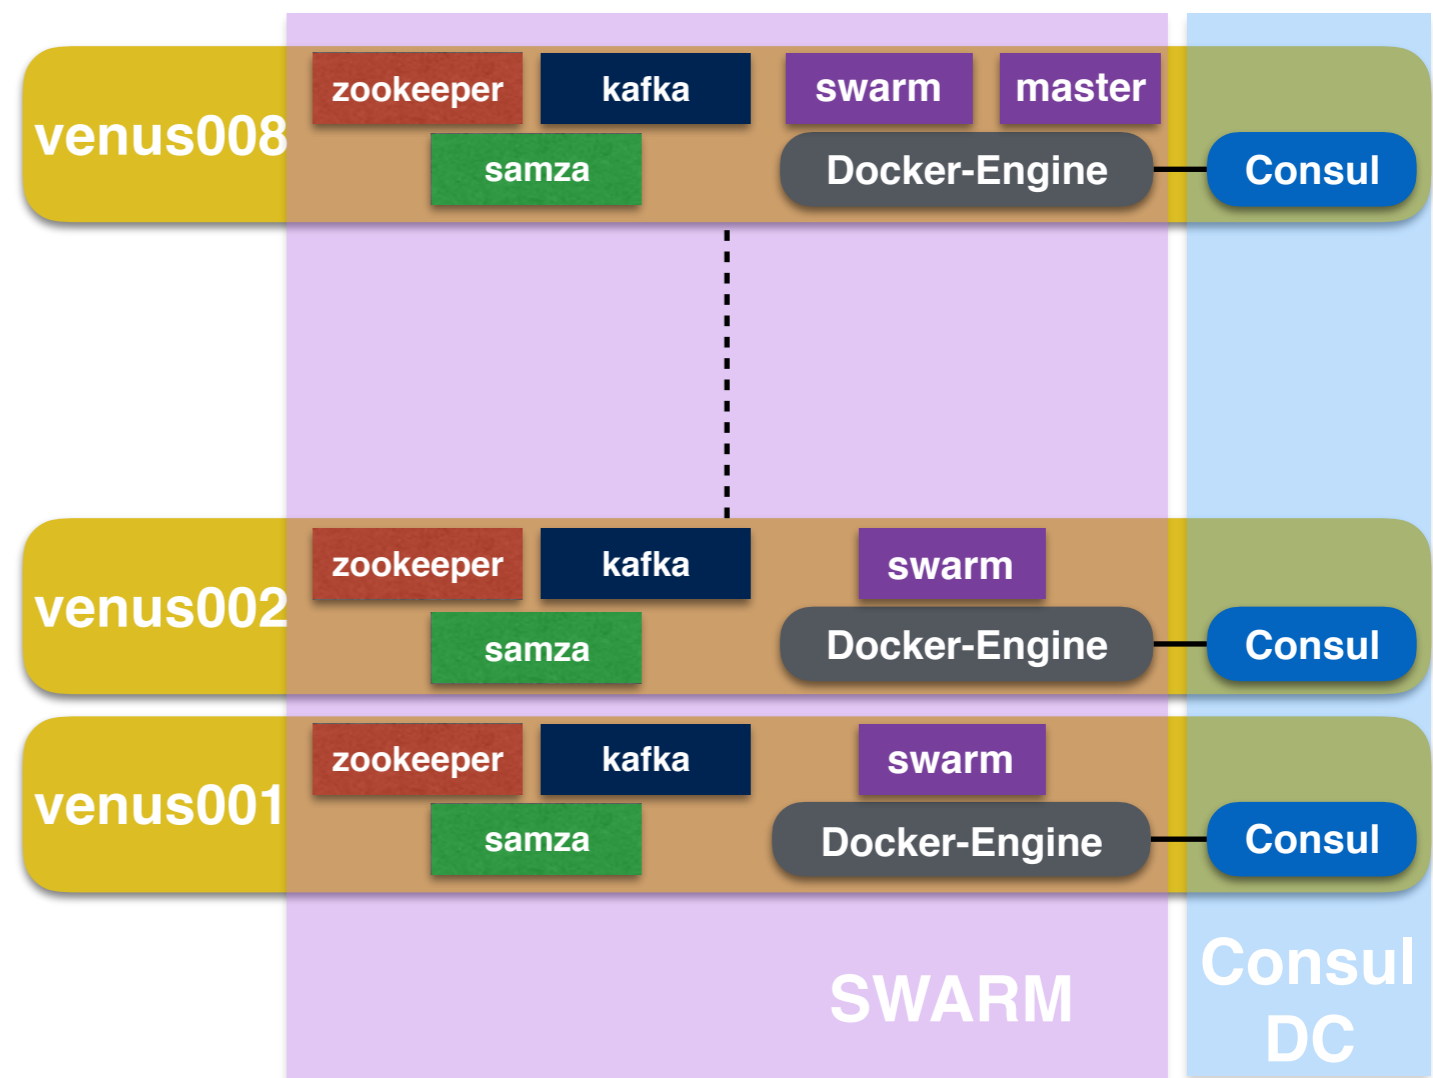 zookeeper kafka swarm master
venus008
samza Docker-Engine Consul
zookeeper kafka swarm
venus002
samza Docker-Engine Consul
zookeeper kafka swarm
venus001
samza Docker-Engine Consul
SWARM
Consul
DC